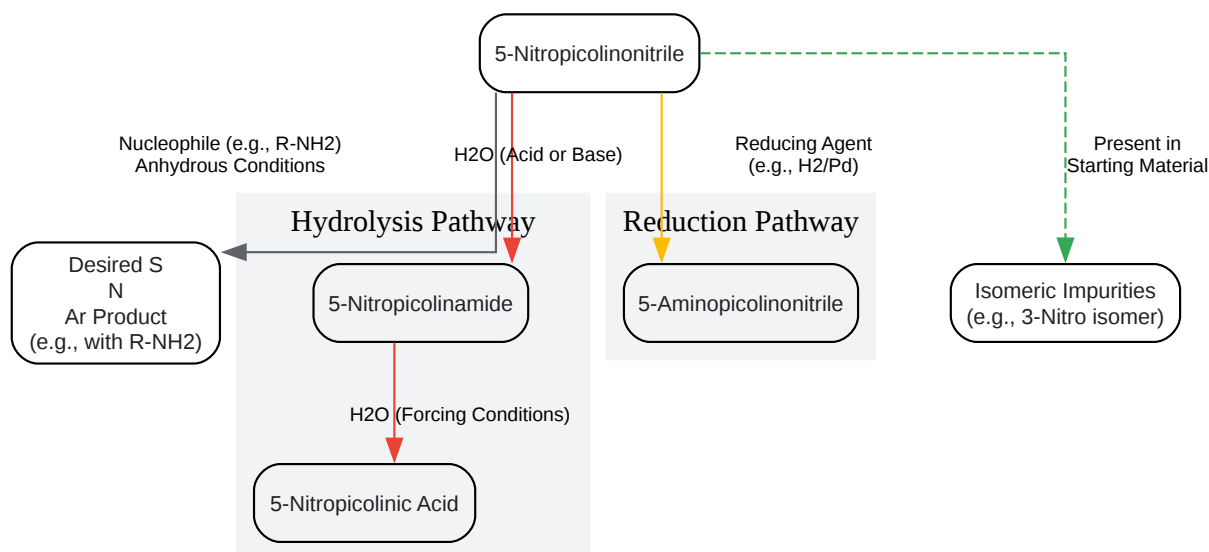 5-Nitropicolinonitrile
Nucleophile (e.g., R-NH2)
Anhydrous Conditions
H2O (Acid or Base)
Reducing Agent
(e.g., H2/Pd)
Present in
Starting Material
Hydrolysis Pathway
Reduction Pathway
Desired S
N
Ar Product
(e.g., with R-NH2)
5-Nitropicolinamide
5-Aminopicolinonitrile
Isomeric Impurities
(e.g., 3-Nitro isomer)
H2O (Forcing Conditions)
5-Nitropicolinic Acid